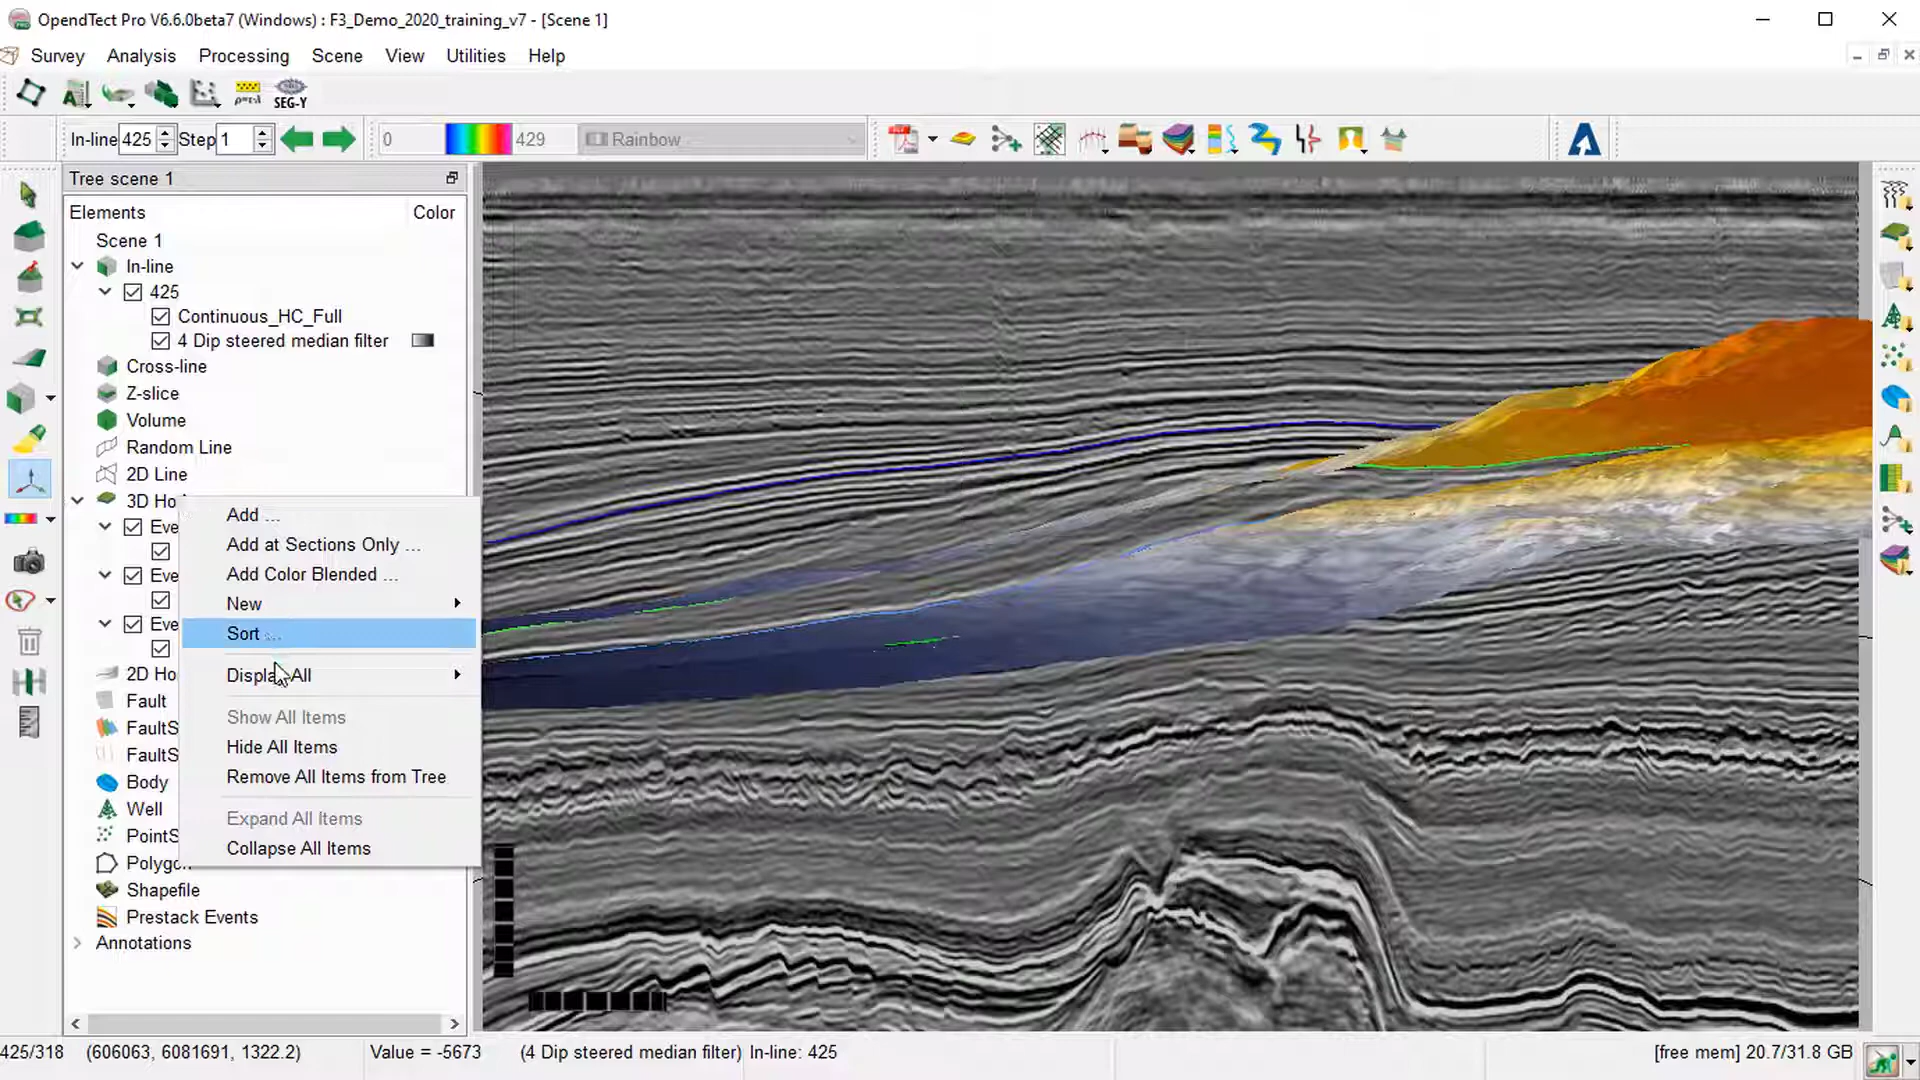 OpendTect Pro V6.6.0beta7 (Windows) : F3_Demo_2020_training_v7 - [Scene 1]
Survey Analysis Processing Scene View Utilities Help
SEG-Y
In-line 425 Step 1 0 429 Rainbow
Tree scene 1
Elements Color
Scene 1
In-line
425
Continuous_HC_Full
4 Dip steered median filter
Cross-line
Z-slice
Volume
Random Line
2D Line
3D Ho
Eve
Eve
Eve
2D Ho
Fault
FaultS
FaultS
Body
Well
PointS
Polygon
Shapefile
Prestack Events
Annotations
Add ...
Add at Sections Only ...
Add Color Blended ...
New
Sort ...
Display All
Show All Items
Hide All Items
Remove All Items from Tree
Expand All Items
Collapse All Items
425/318 (606063, 6081691, 1322.2) Value = -5673 (4 Dip steered median filter) In-line: 425 [free mem] 20.7/31.8 GB